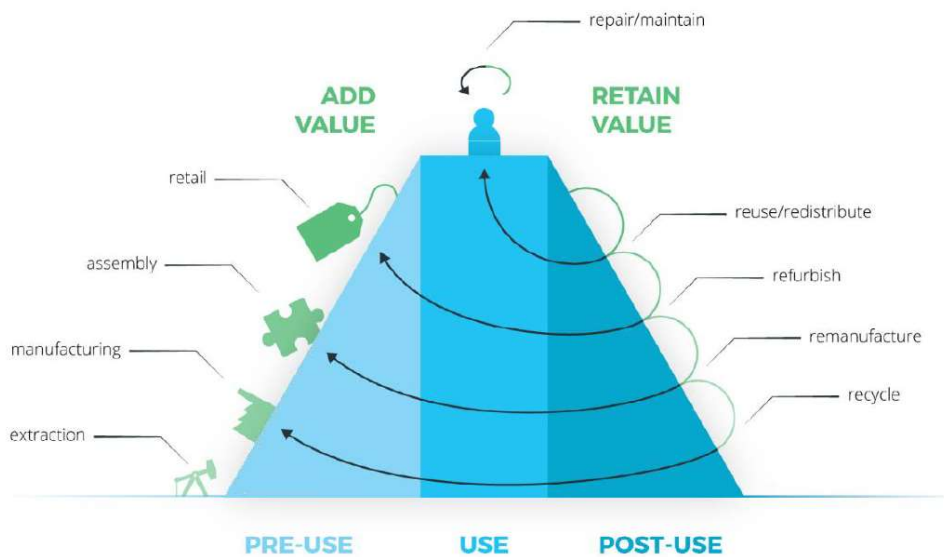 repair/maintain
ADD
VALUE
RETAIN
VALUE
retail
reuse/redistribute
assembly
refurbish
manufacturing
remanufacture
recycle
extraction
PRE-USE
USE
POST-USE